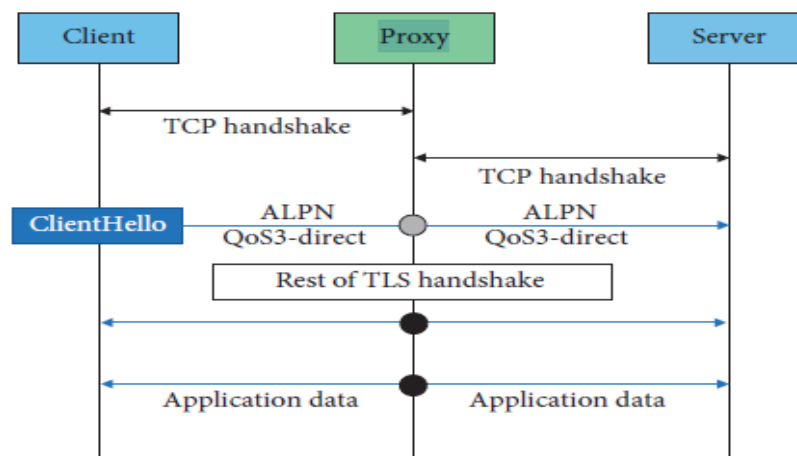 Client
Proxy
Server
TCP handshake
TCP handshake
ClientHello
ALPN
QoS3-direct
ALPN
QoS3-direct
Rest of TLS handshake
Application data
Application data